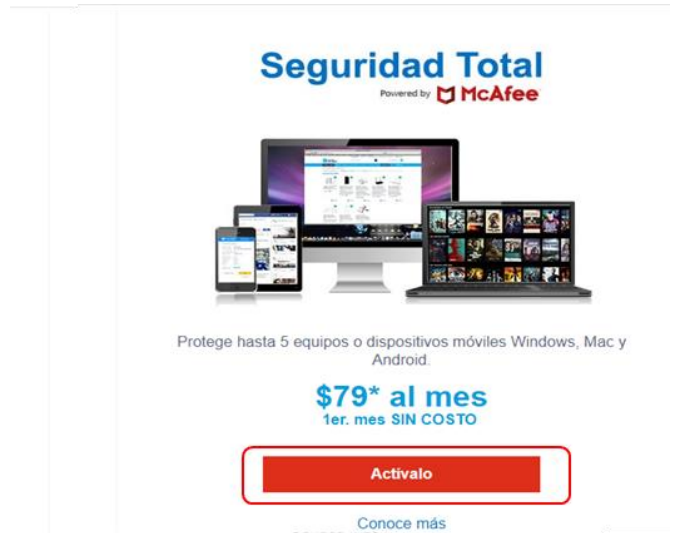 Seguridad Total
Powered by McAfee
Protege hasta 5 equipos o dispositivos móviles Windows, Mac y
Android.
$79* al mes
1er. mes SIN COSTO
Actívalo
Conoce más